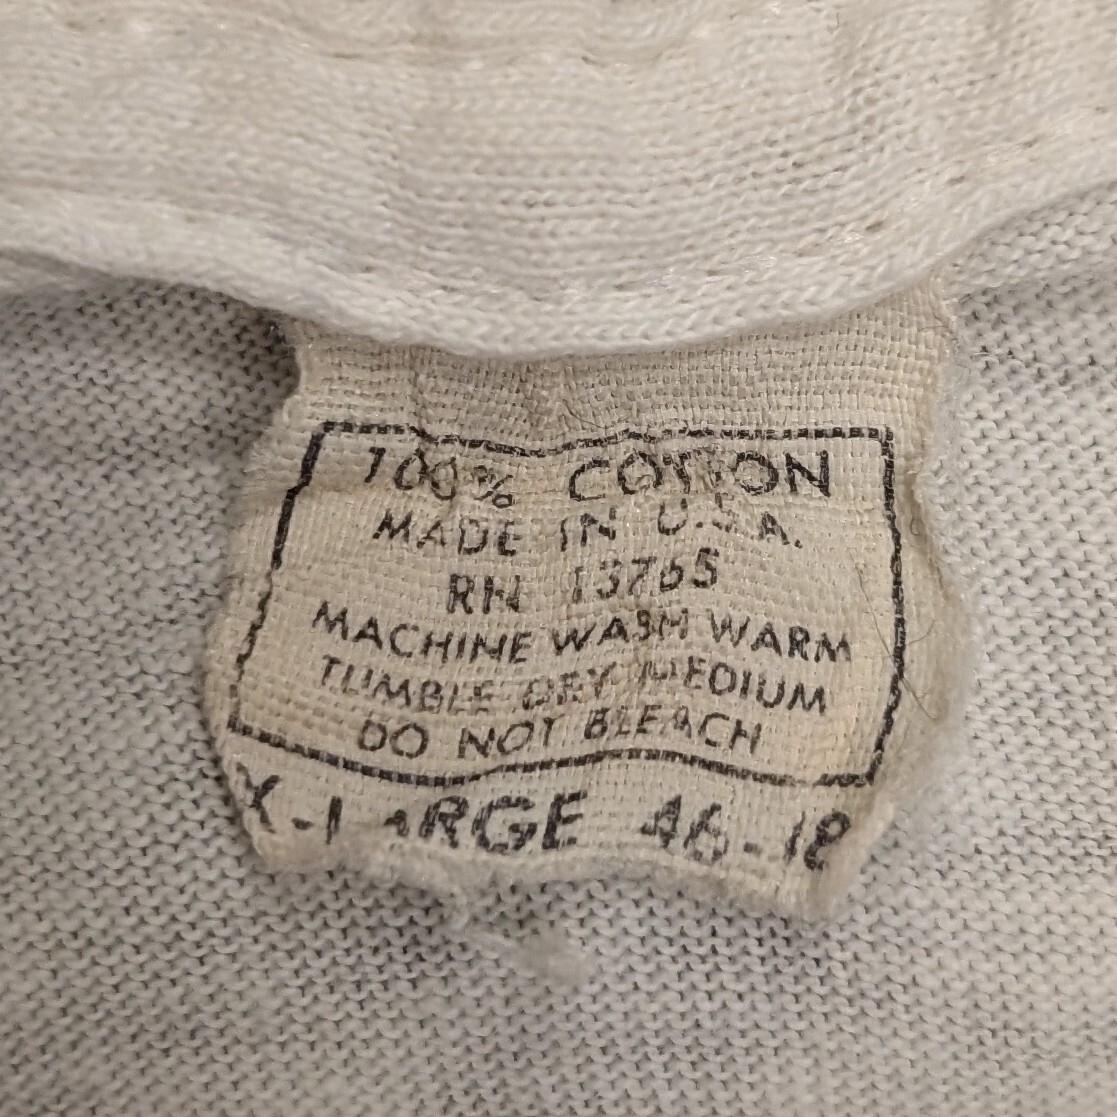 100% COTTON
MADE IN U.S.A.
RN 13765
MACHINE WASH WARM
TUMBLE DRY MEDIUM
DO NOT BLEACH
X-LARGE 46-48